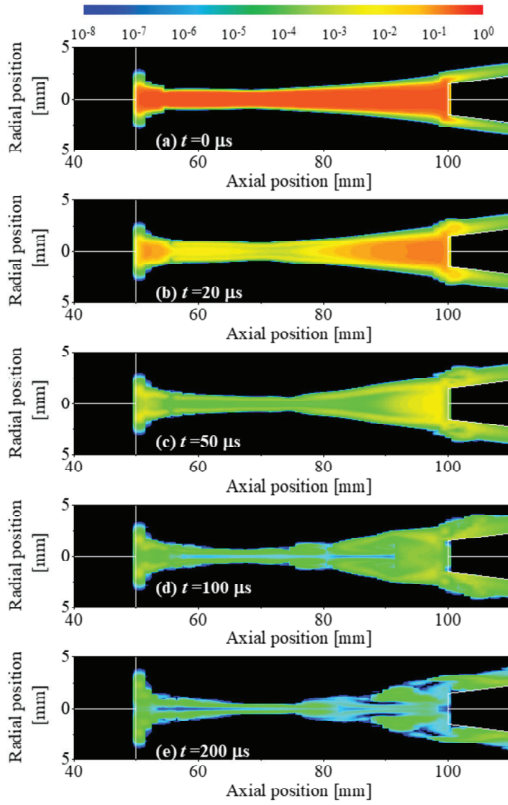 10⁻⁸ 10⁻⁷ 10⁻⁶ 10⁻⁵ 10⁻⁴ 10⁻³ 10⁻² 10⁻¹ 10⁰
Radial position
[mm]
5
0
5
(a) t=0 μs
40 60 80 100
Axial position [mm]
Radial position
[mm]
5
0
5
(b) t=20 μs
40 60 80 100
Axial position [mm]
Radial position
[mm]
5
0
5
(c) t=50 μs
40 60 80 100
Axial position [mm]
Radial position
[mm]
5
0
5
(d) t=100 μs
40 60 80 100
Axial position [mm]
Radial position
[mm]
5
0
5
(e) t=200 μs
40 60 80 100
Axial position [mm]